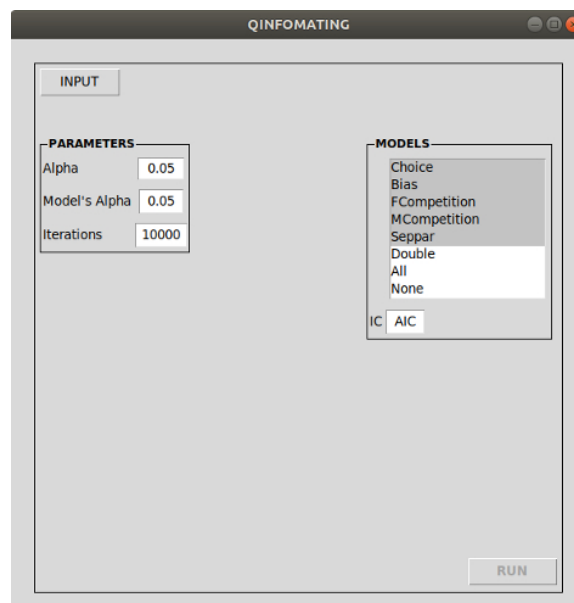 QINFOMATING
INPUT
PARAMETERS
Alpha 0.05
Model's Alpha 0.05
Iterations 10000
MODELS
Choice
Bias
FCompetition
MCompetition
Seppar
Double
All
None
IC AIC
RUN